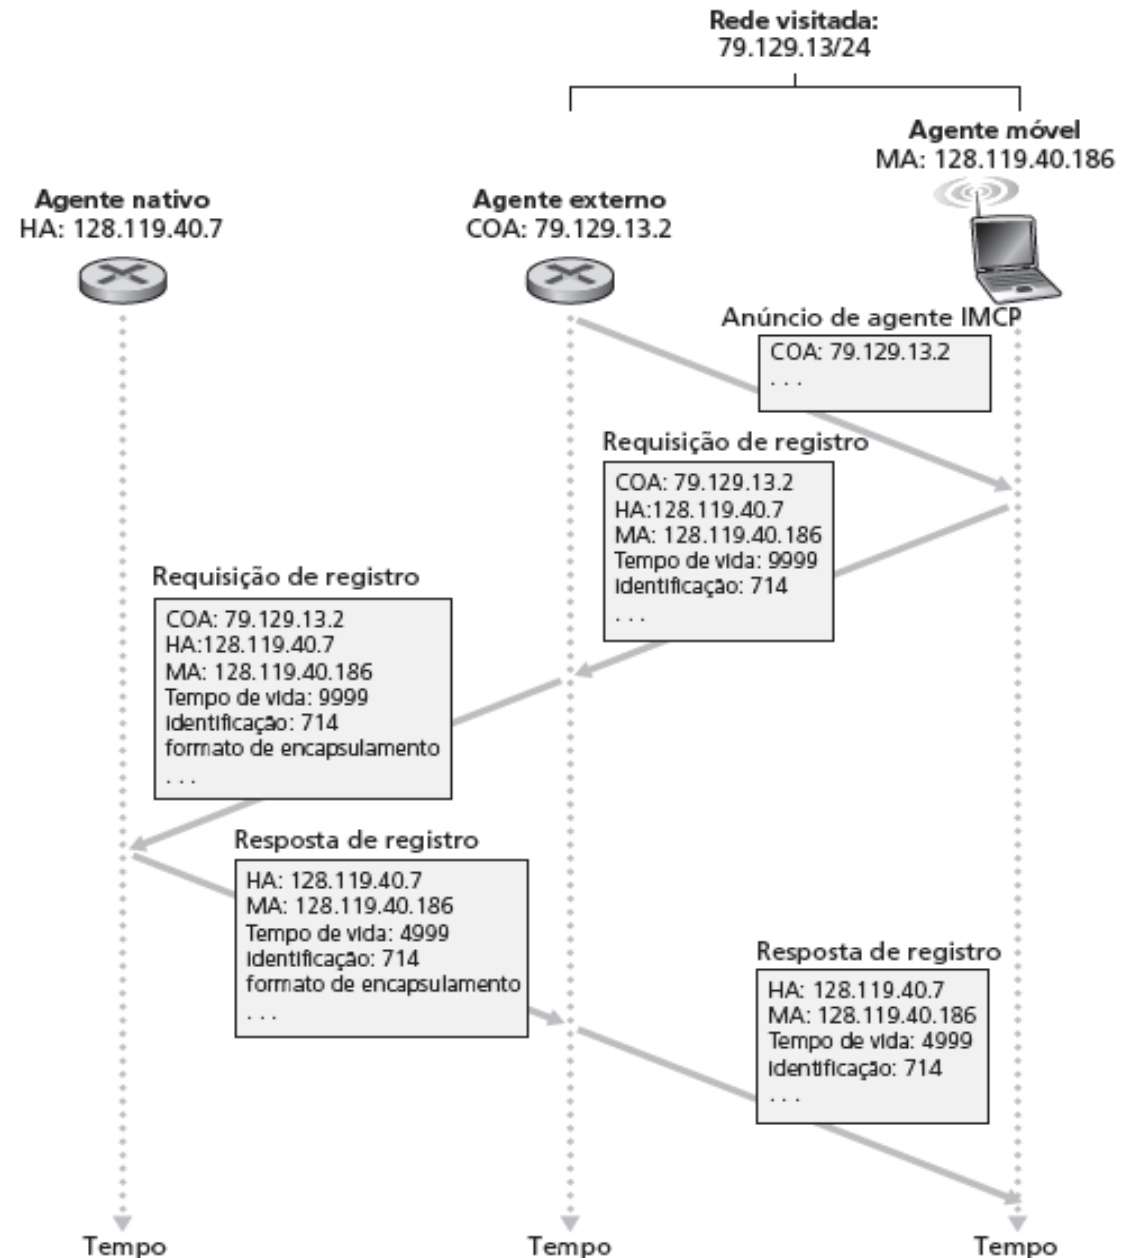 Rede visitada:
79.129.13/24
Agente móvel
MA: 128.119.40.186
Agente nativo
HA: 128.119.40.7
Agente externo
COA: 79.129.13.2
Anúncio de agente IMCP
COA: 79.129.13.2
. . .
Requisição de registro
COA: 79.129.13.2
HA:128.119.40.7
MA: 128.119.40.186
Tempo de vida: 9999
identificação: 714
. . .
Requisição de registro
COA: 79.129.13.2
HA:128.119.40.7
MA: 128.119.40.186
Tempo de vida: 9999
identificação: 714
formato de encapsulamento
. . .
Resposta de registro
HA: 128.119.40.7
MA: 128.119.40.186
Tempo de vida: 4999
identificação: 714
formato de encapsulamento
. . .
Resposta de registro
HA: 128.119.40.7
MA: 128.119.40.186
Tempo de vida: 4999
identificação: 714
. . .
Tempo
Tempo
Tempo